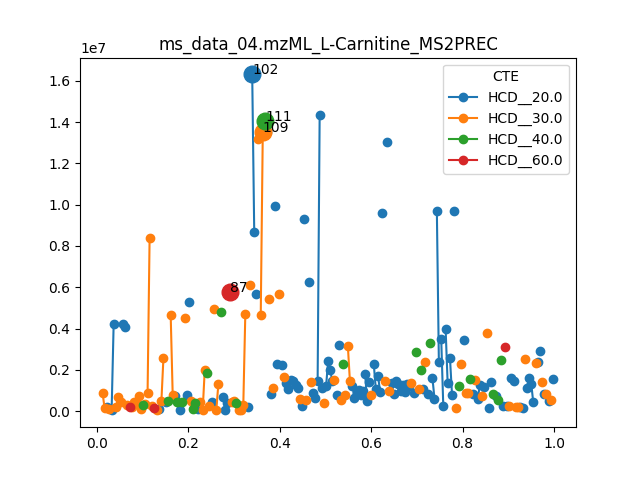 ms_data_04.mzML_L-Carnitine_MS2PREC
1e7
CTE
HCD__20.0
HCD__30.0
HCD__40.0
HCD__60.0
102
111
109
87
1.6
1.4
1.2
1.0
0.8
0.6
0.4
0.2
0.0
0.0 0.2 0.4 0.6 0.8 1.0